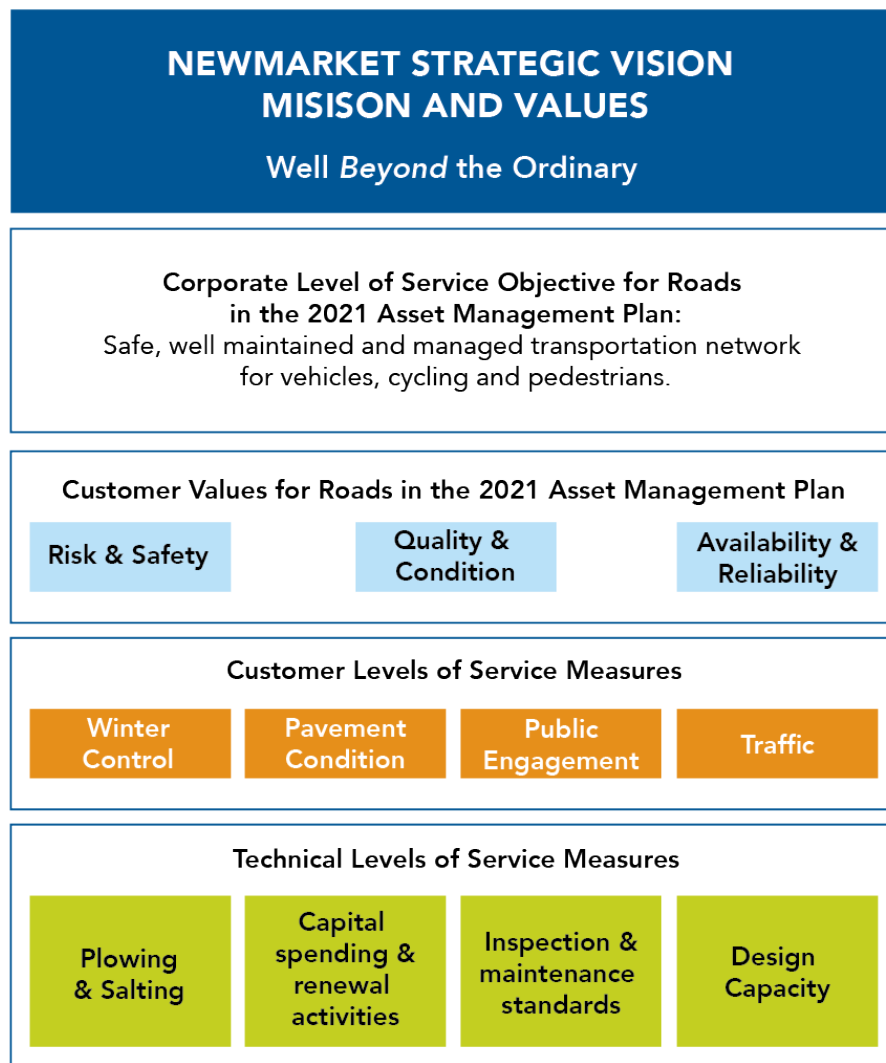 NEWMARKET STRATEGIC VISION
MISISON AND VALUES
Well Beyond the Ordinary
Corporate Level of Service Objective for Roads
in the 2021 Asset Management Plan:
Safe, well maintained and managed transportation network
for vehicles, cycling and pedestrians.
Customer Values for Roads in the 2021 Asset Management Plan
Risk & Safety
Quality &
Condition
Availability &
Reliability
Customer Levels of Service Measures
Winter
Control
Pavement
Condition
Public
Engagement
Traffic
Technical Levels of Service Measures
Plowing
& Salting
Capital
spending &
renewal
activities
Inspection &
maintenance
standards
Design
Capacity